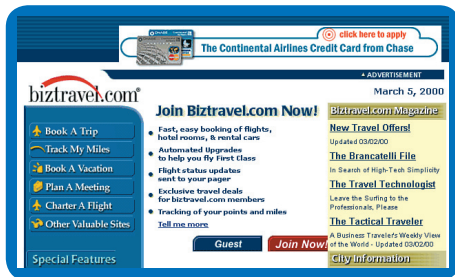 click here to apply
The Continental Airlines Credit Card from Chase
ADVERTISEMENT
biztravel.com®
March 5, 2000
Book A Trip
Track My Miles
Book A Vacation
Plan A Meeting
Charter A Flight
Other Valuable Sites
Special Features
Join Biztravel.com Now!
Fast, easy booking of flights,
hotel rooms, & rental cars
Automated Upgrades
to help you fly First Class
Flight status updates
sent to your pager
Exclusive travel deals
for biztravel.com members
Tracking of your points and miles
Tell me more
Guest
Join Now!
Biztravel.com Magazine
New Travel Offers!
Updated 03/02/00
The Brancatelli File
In Search of High-Tech Simplicity
The Travel Technologist
Leave the Surfing to the
Professionals, Please
The Tactical Traveler
A Business Traveler's Weekly View
of the World - Updated 03/02/00
City Information